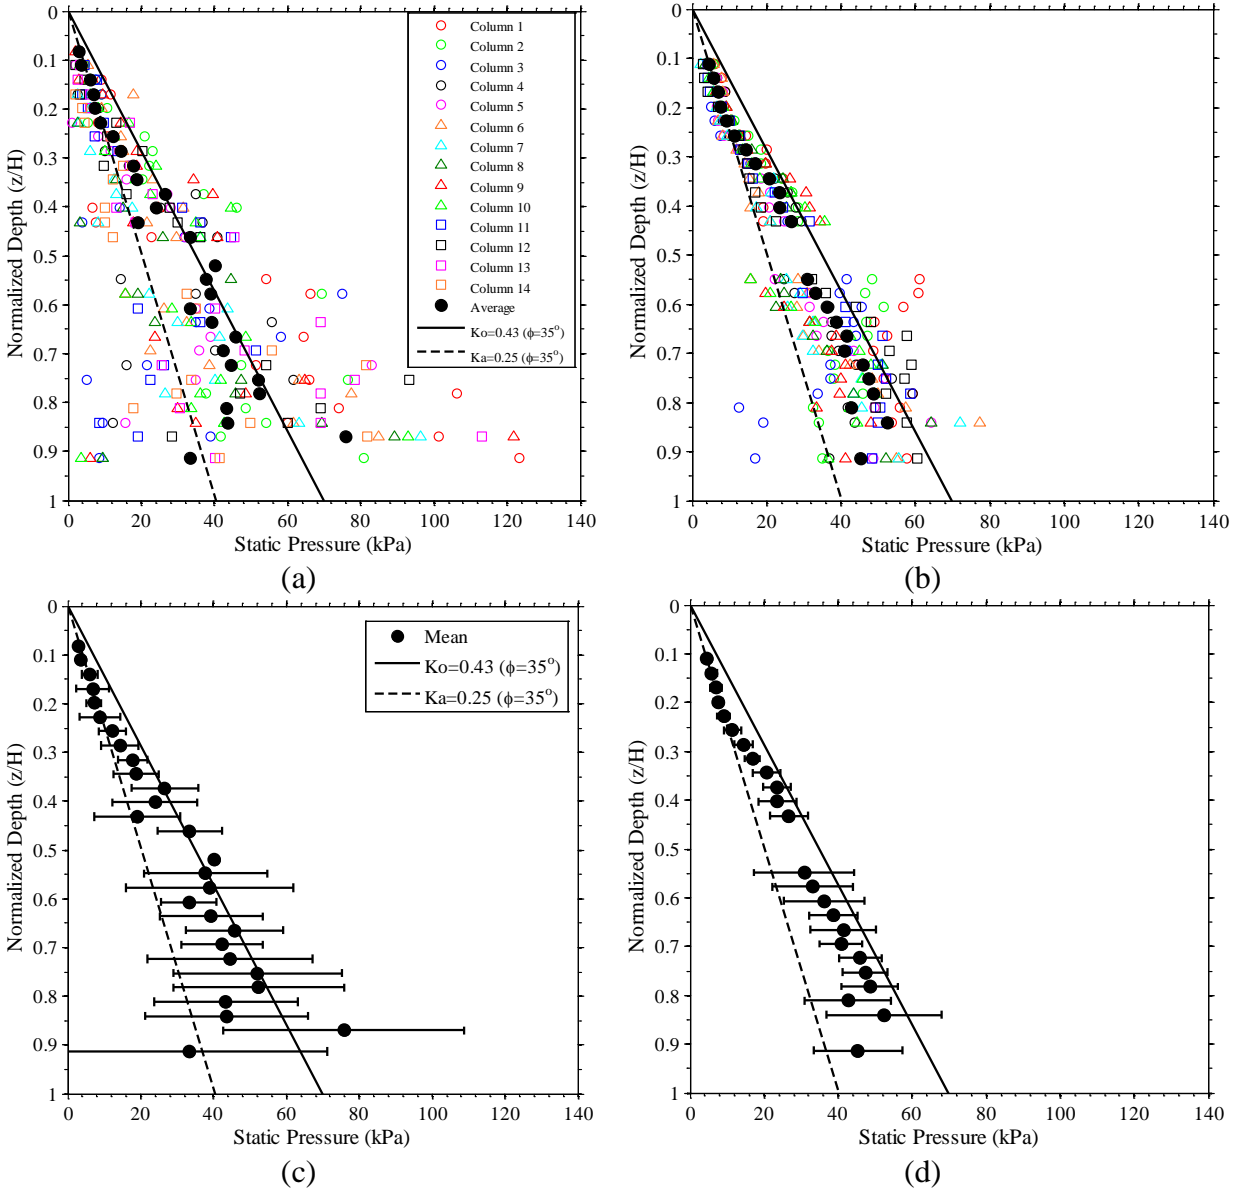 0
0.1
0.2
0.3
0.4
0.5
0.6
0.7
0.8
0.9
1
Normalized Depth (z/H)
0 20 40 60 80 100 120 140
Static Pressure (kPa)
(a)
Column 1
Column 2
Column 3
Column 4
Column 5
Column 6
Column 7
Column 8
Column 9
Column 10
Column 11
Column 12
Column 13
Column 14
Average
Ko=0.43 (ϕ=35°)
Ka=0.25 (ϕ=35°)
0
0.1
0.2
0.3
0.4
0.5
0.6
0.7
0.8
0.9
1
Normalized Depth (z/H)
0 20 40 60 80 100 120 140
Static Pressure (kPa)
(b)
0
0.1
0.2
0.3
0.4
0.5
0.6
0.7
0.8
0.9
1
Normalized Depth (z/H)
0 20 40 60 80 100 120 140
Static Pressure (kPa)
(c)
Mean
Ko=0.43 (ϕ=35°)
Ka=0.25 (ϕ=35°)
0
0.1
0.2
0.3
0.4
0.5
0.6
0.7
0.8
0.9
1
Normalized Depth (z/H)
0 20 40 60 80 100 120 140
Static Pressure (kPa)
(d)